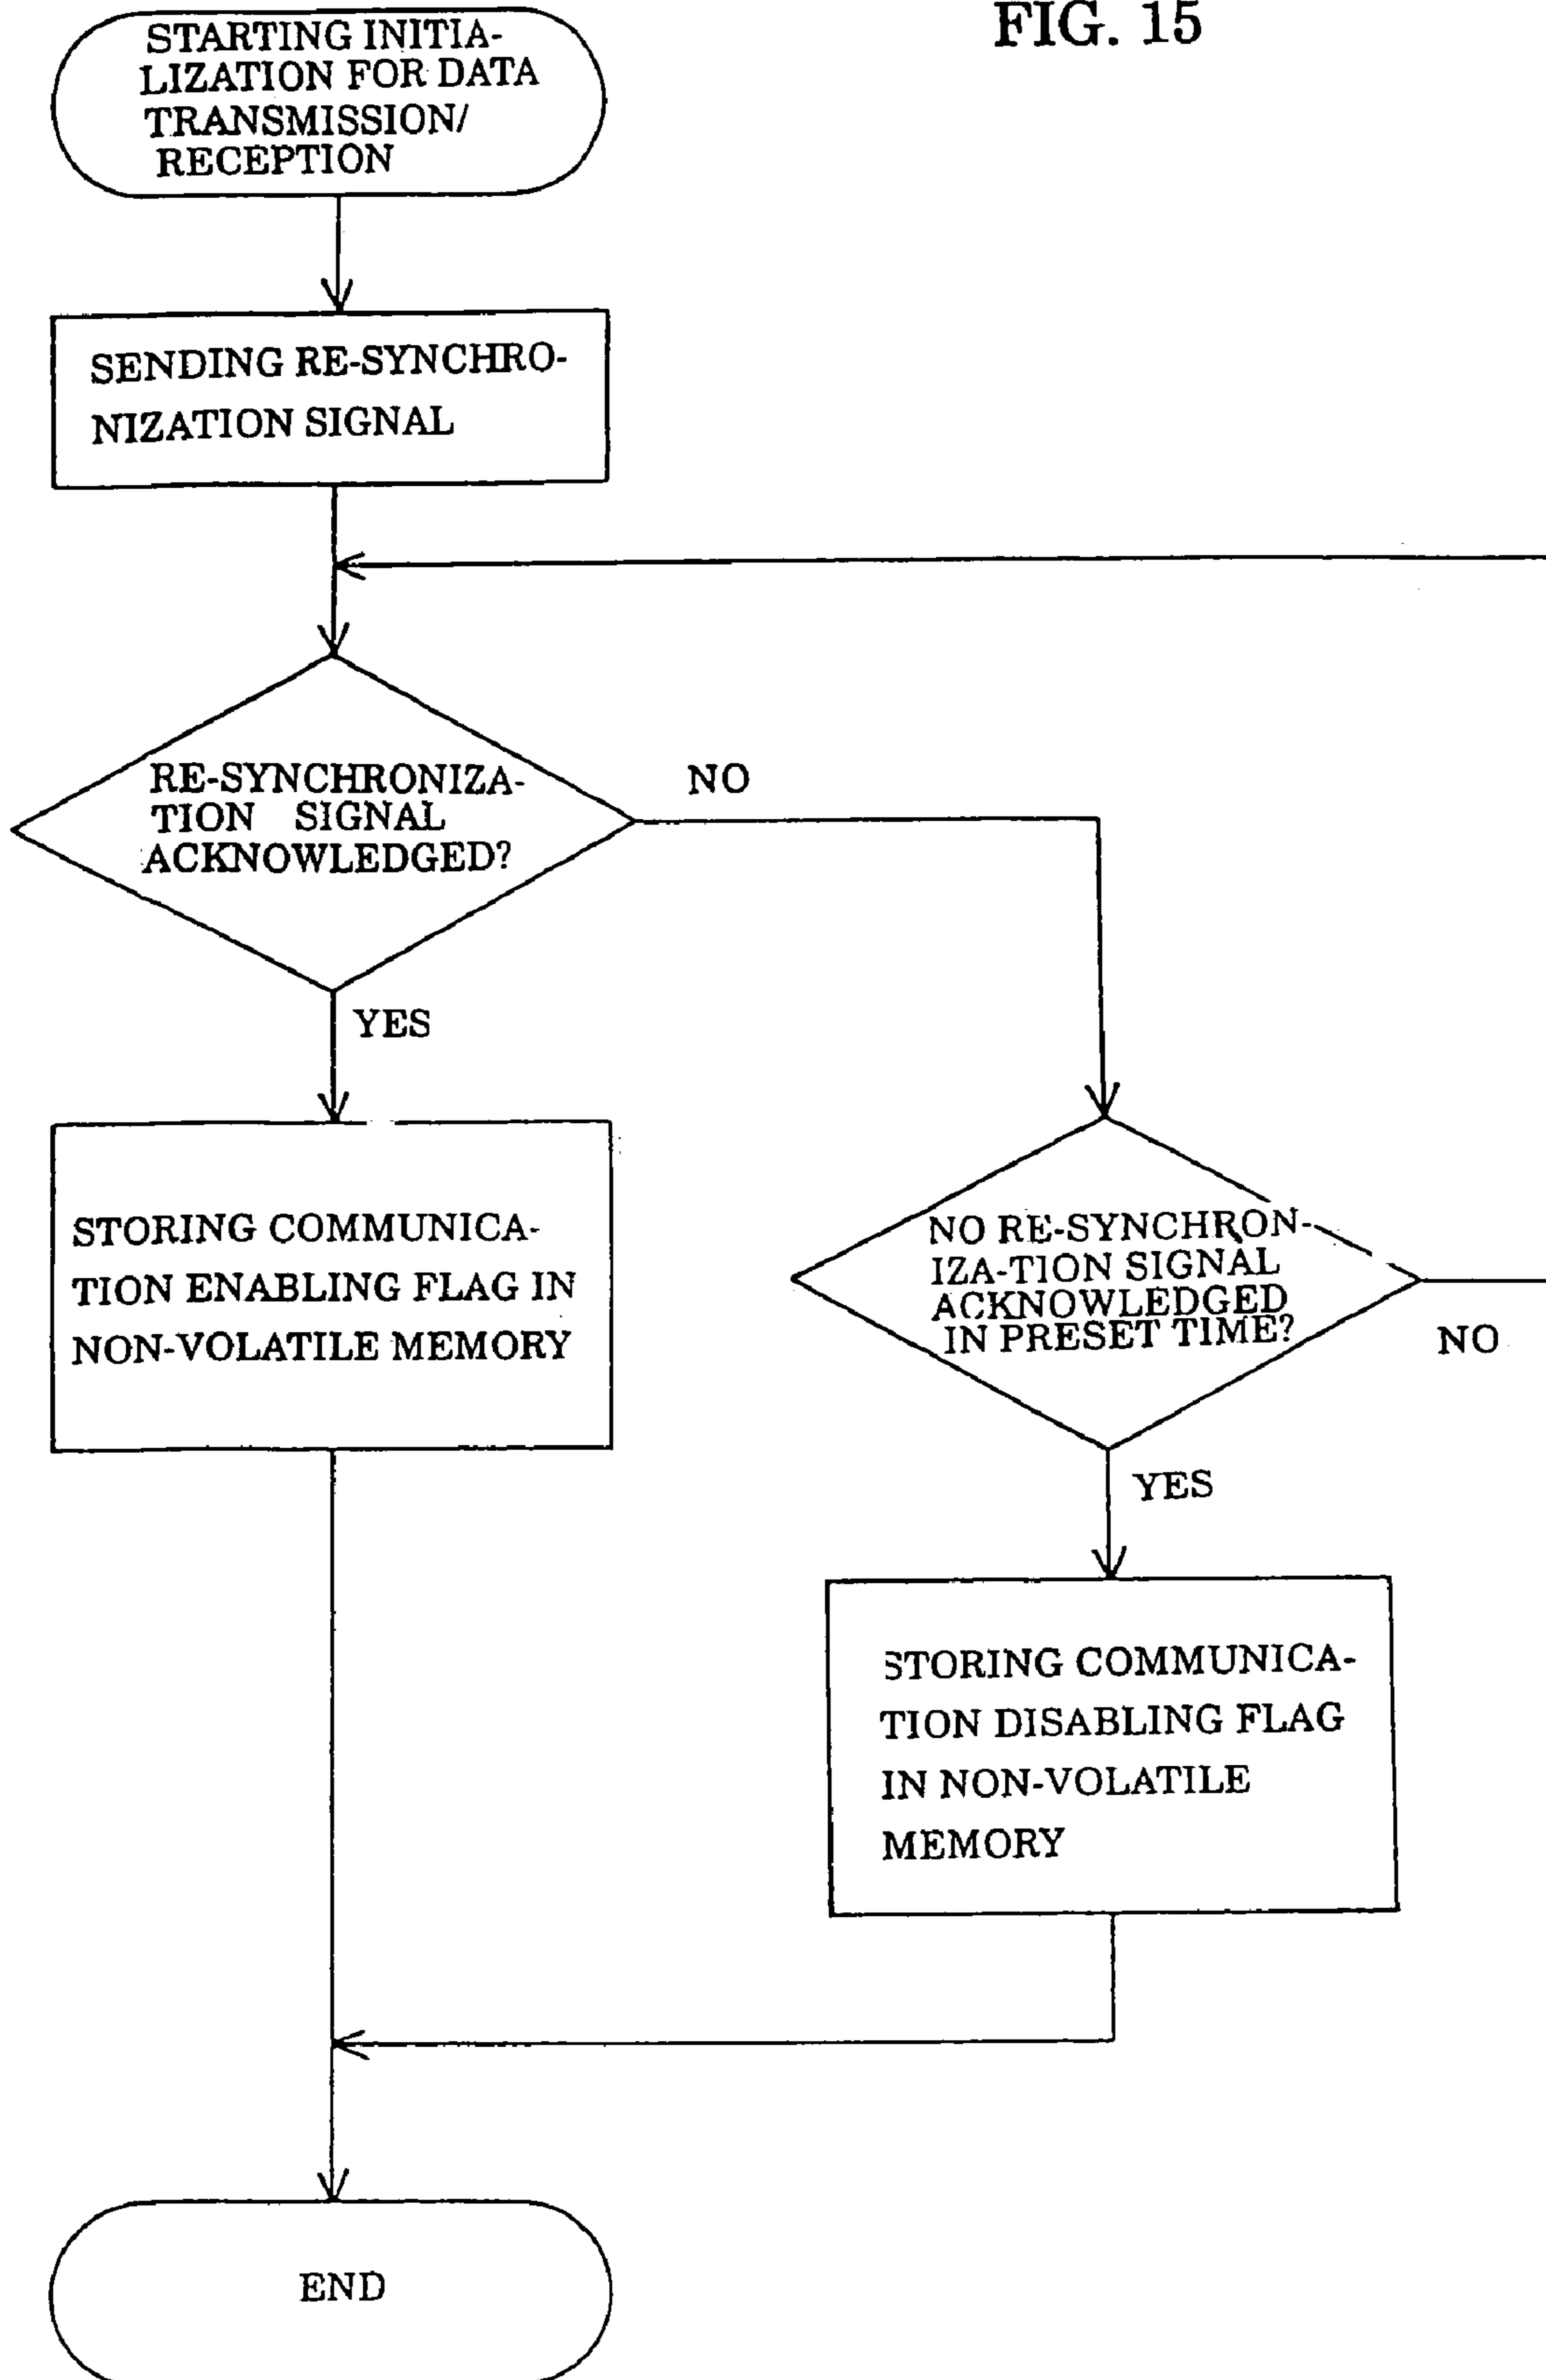 FIG. 15
STARTING INITIA-
LIZATION FOR DATA
TRANSMISSION/
RECEPTION
SENDING RE-SYNCHRO-
NIZATION SIGNAL
RE-SYNCHRONIZA-
TION SIGNAL
ACKNOWLEDGED?
NO
YES
STORING COMMUNICA-
TION ENABLING FLAG IN
NON-VOLATILE MEMORY
NO RE-SYNCHRON-
IZA-TION SIGNAL
ACKNOWLEDGED
IN PRESET TIME?
NO
YES
STORING COMMUNICA-
TION DISABLING FLAG
IN NON-VOLATILE
MEMORY
END